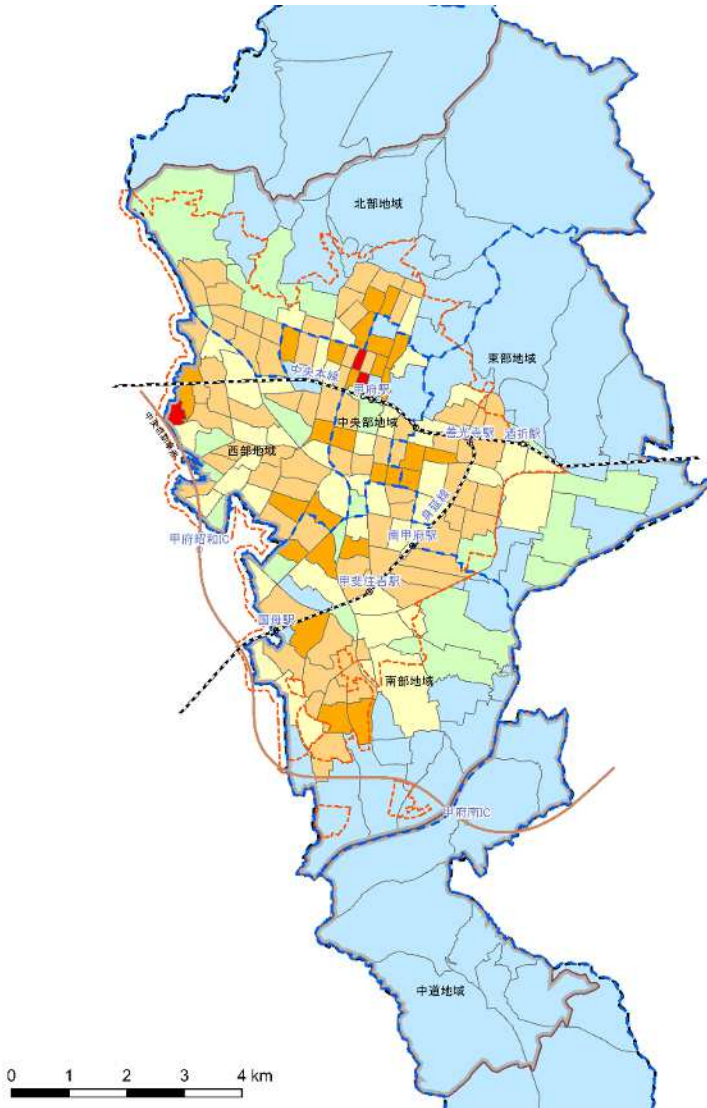 北部地域
東部地域
中央本線
甲府駅
中央部地域
善光寺駅
酒折駅
西部地域
中央自動車道
身延線
甲府昭和IC
南甲府駅
甲斐住吉駅
国母駅
南部地域
甲府南IC
中道地域
0 1 2 3 4 km